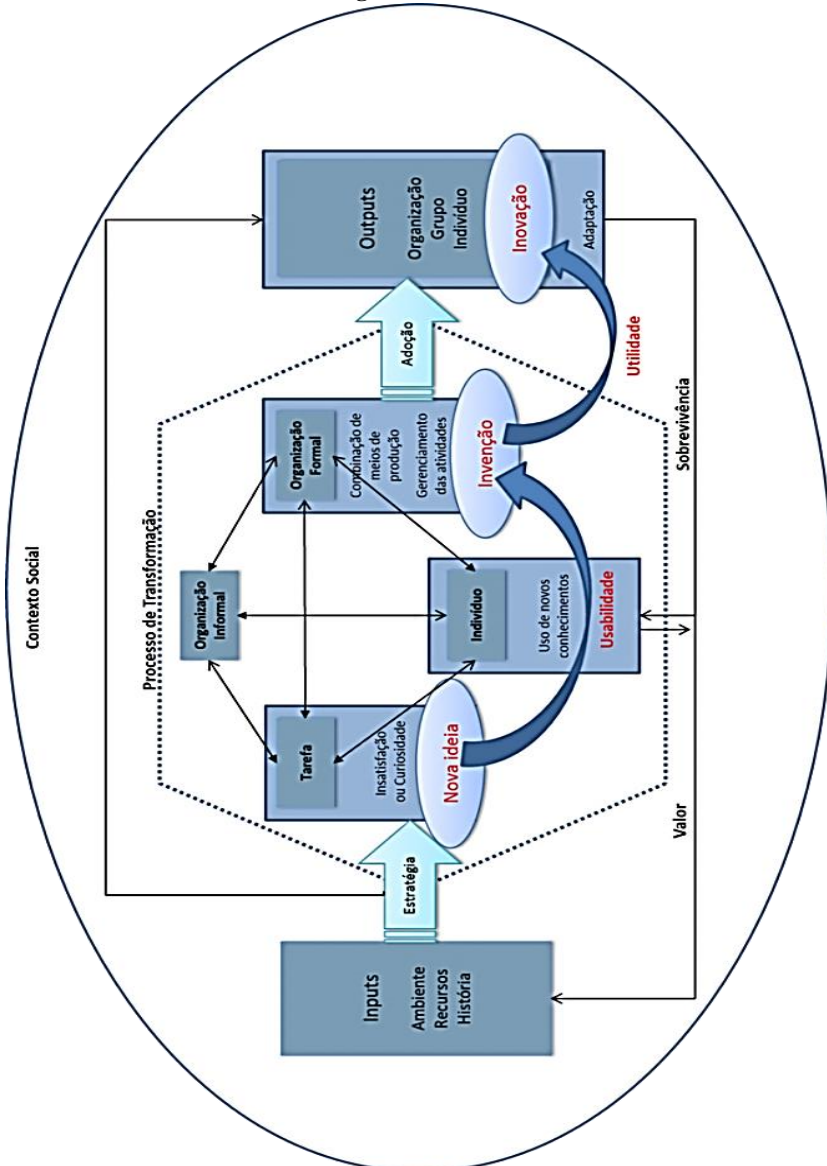 Contexto Social
Processo de Transformação
Inputs
Ambiente
Recursos
História
Estratégia
Tarefa
Insatisfação
ou Curiosidade
Nova ideia
Organização
Informal
Indivíduo
Uso de novos
conhecimentos
Usabilidade
Organização
Formal
Combinação de
meios de
produção
Gerenciamento
das atividades
Invenção
Adoção
Outputs
Organização
Grupo
Indivíduo
Inovação
Adaptação
Utilidade
Valor
Sobrevivência